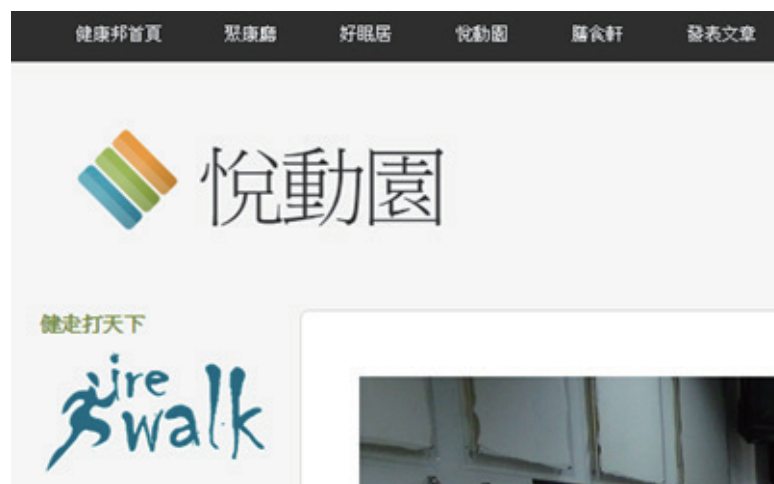 健康邦首頁 聚康廳 好眠居 悅動園 膳食軒 發表文章
悅動園
健走打天下
ire
walk